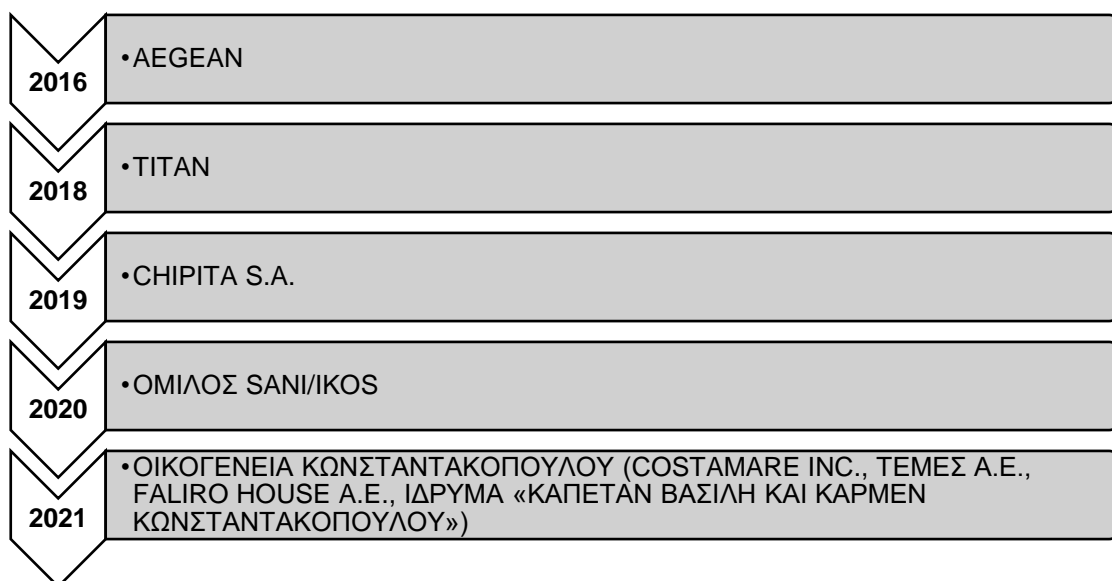 2016
•AEGEAN
2018
•TITAN
2019
•CHIPITA S.A.
2020
•ΟΜΙΛΟΣ SANI/IKOS
2021
•ΟΙΚΟΓΕΝΕΙΑ ΚΩΝΣΤΑΝΤΑΚΟΠΟΥΛΟΥ (COSTAMARE INC., ΤΕΜΕΣ Α.Ε.,
FALIRO HOUSE Α.Ε., ΙΔΡΥΜΑ «ΚΑΠΕΤΑΝ ΒΑΣΙΛΗ ΚΑΙ ΚΑΡΜΕΝ
ΚΩΝΣΤΑΝΤΑΚΟΠΟΥΛΟΥ»)